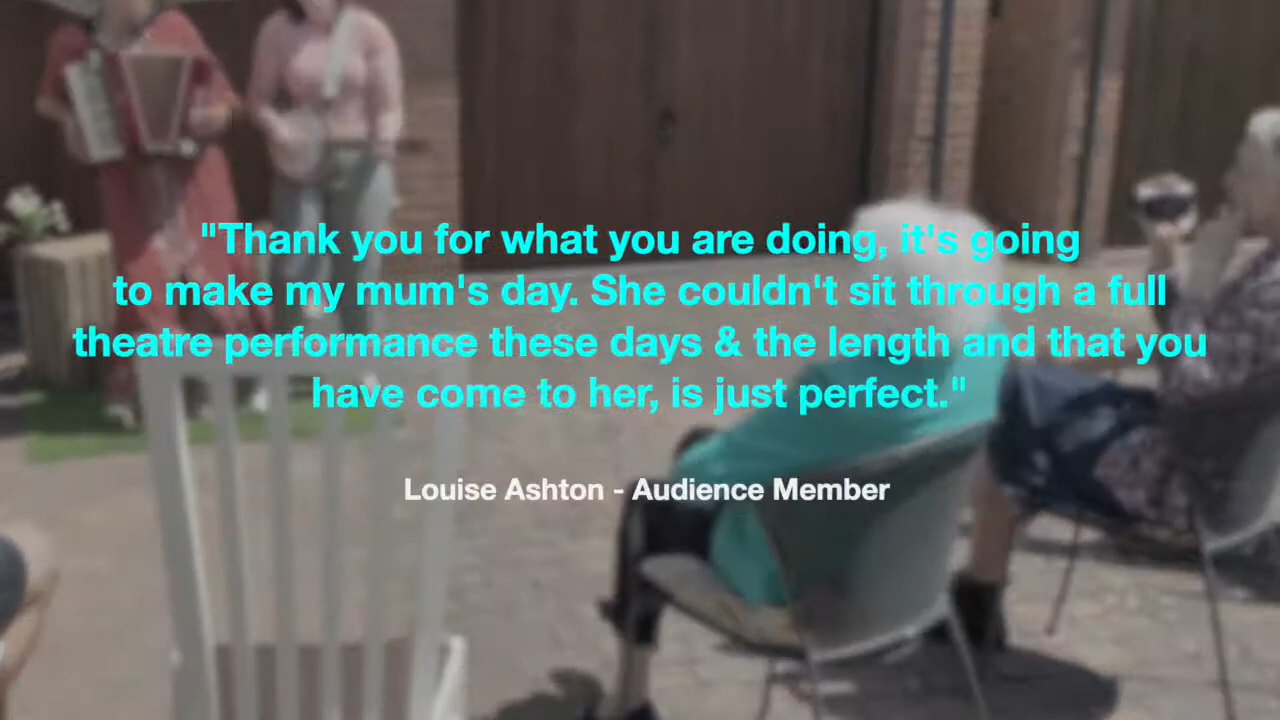 "Thank you for what you are doing, it's going
to make my mum's day. She couldn't sit through a full
theatre performance these days & the length and that you
have come to her, is just perfect."
Louise Ashton - Audience Member